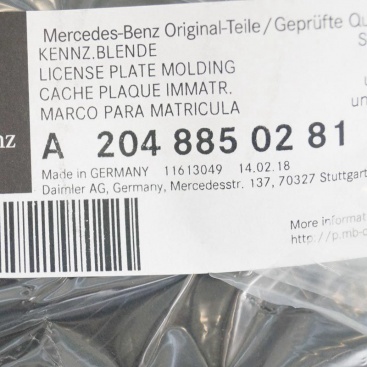 Mercedes-Benz Original-Teile/Geprüfte Qu
KENNZ.BLENDE
LICENSE PLATE MOLDING
CACHE PLAQUE IMMATR.
MARCO PARA MATRICULA
nz
A 204 885 02 81
Made in GERMANY 11613049 14.02.18
Daimler AG, Germany, Mercedesstr. 137, 70327 Stuttgart
More informat
http://p.mb-